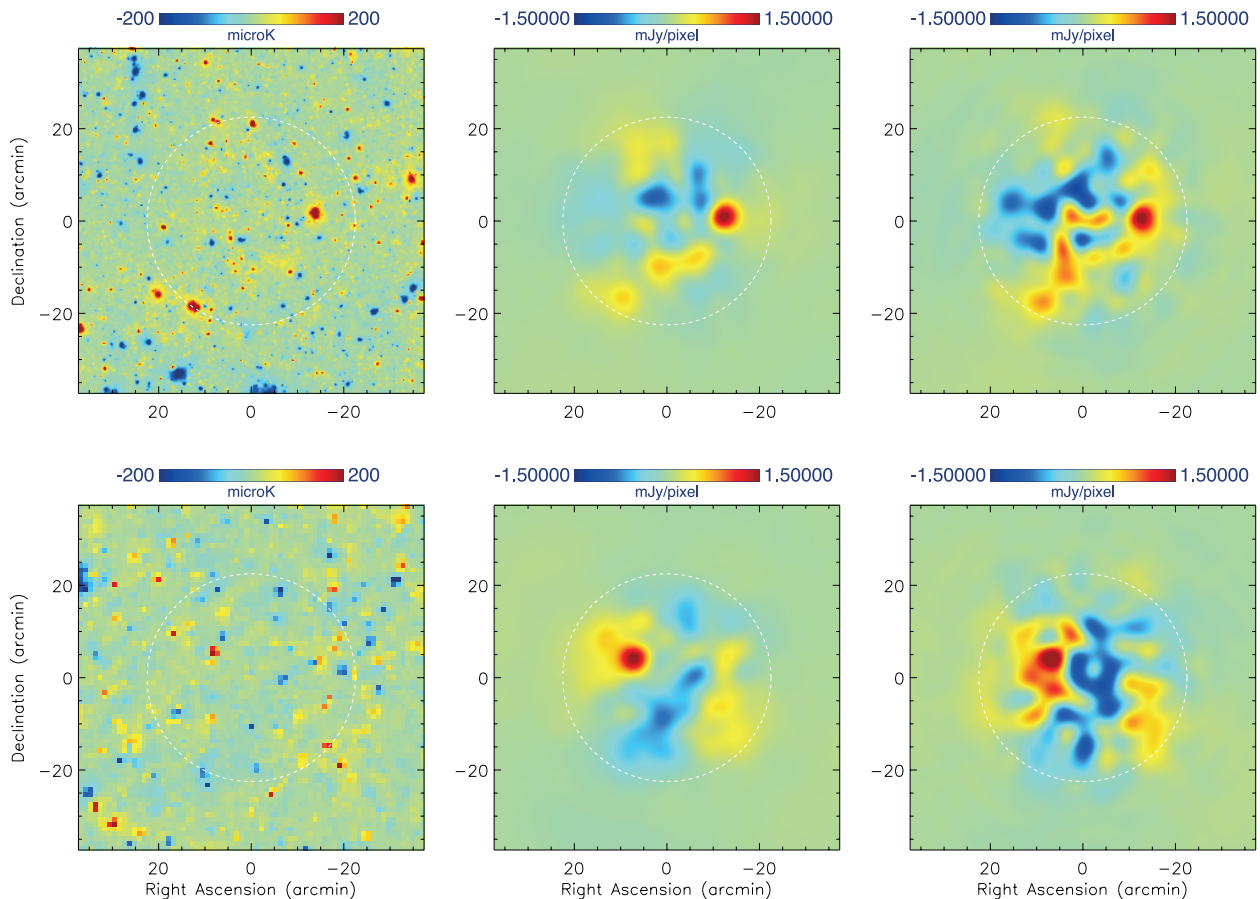 -200 200 -1.50000 1.50000 -1.50000 1.50000
microK mJy/pixel mJy/pixel
Declination (arcmin)
20 20 20
0 0 0
-20 -20 -20
20 0 -20 20 0 -20 20 0 -20
-200 200 -1.50000 1.50000 -1.50000 1.50000
microK mJy/pixel mJy/pixel
Declination (arcmin)
20 20 20
0 0 0
-20 -20 -20
20 0 -20 20 0 -20 20 0 -20
Right Ascension (arcmin) Right Ascension (arcmin) Right Ascension (arcmin)